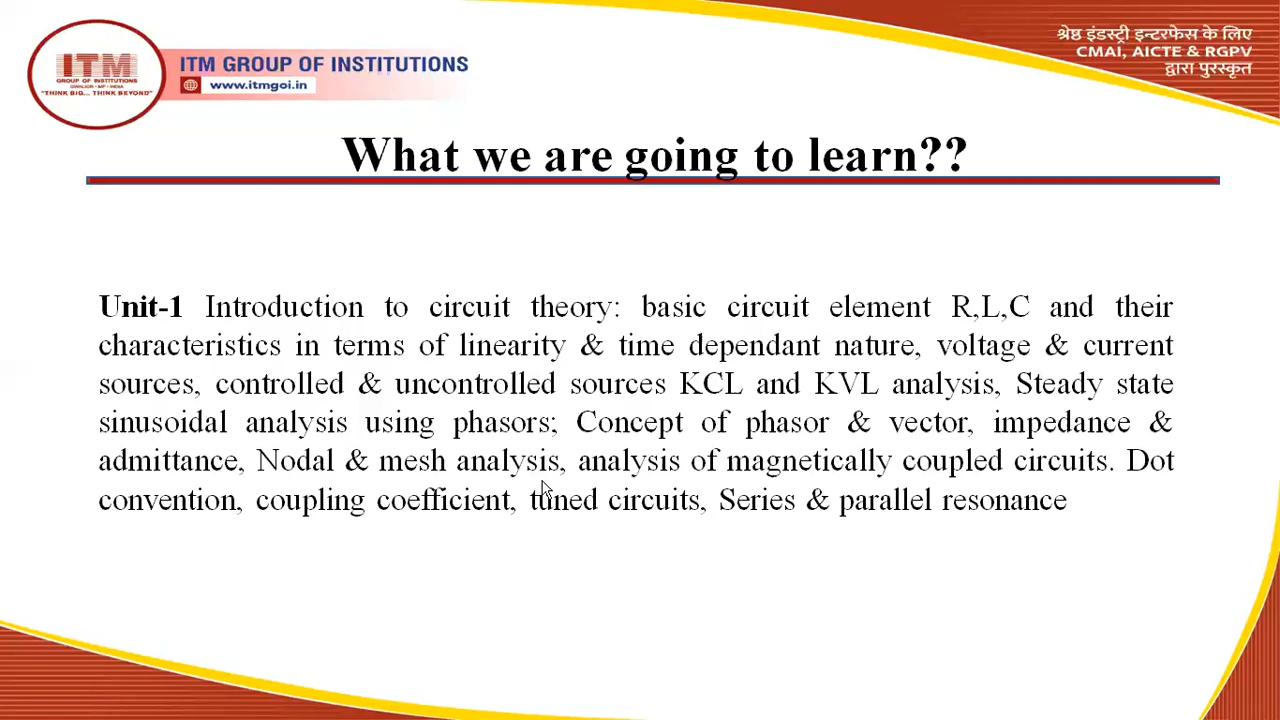 ITM
GROUP OF INSTITUTIONS
GWALIOR • MP • INDIA
"THINK BIG... THINK BEYOND"
ITM GROUP OF INSTITUTIONS
www.itmgoi.in
श्रेष्ठ इंडस्ट्री इन्टरफेस के लिए
CMAI, AICTE & RGPV
द्वारा पुरस्कृत
What we are going to learn??
Unit-1 Introduction to circuit theory: basic circuit element R,L,C and their
characteristics in terms of linearity & time dependant nature, voltage & current
sources, controlled & uncontrolled sources KCL and KVL analysis, Steady state
sinusoidal analysis using phasors; Concept of phasor & vector, impedance &
admittance, Nodal & mesh analysis, analysis of magnetically coupled circuits. Dot
convention, coupling coefficient, tuned circuits, Series & parallel resonance